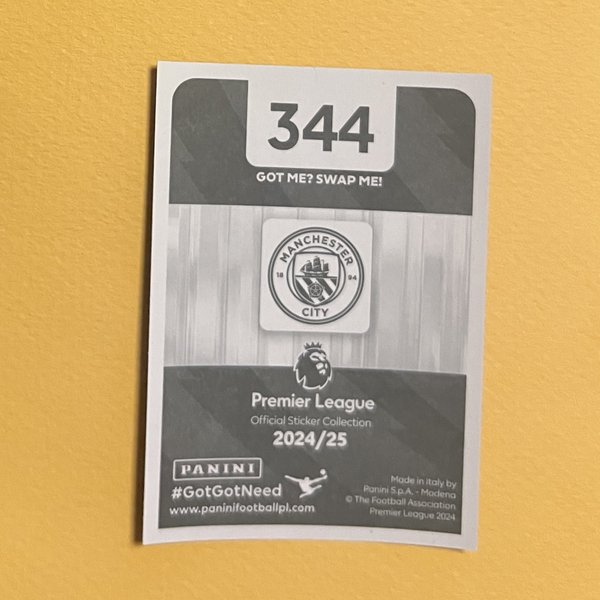 344
GOT ME? SWAP ME!
MANCHESTER
18 94
CITY
Premier League
Official Sticker Collection
2024/25
PANINI
#GotGotNeed
www.paninifootballpl.com
Made in Italy by
Panini S.p.A. - Modena
© The Football Association
Premier League 2024